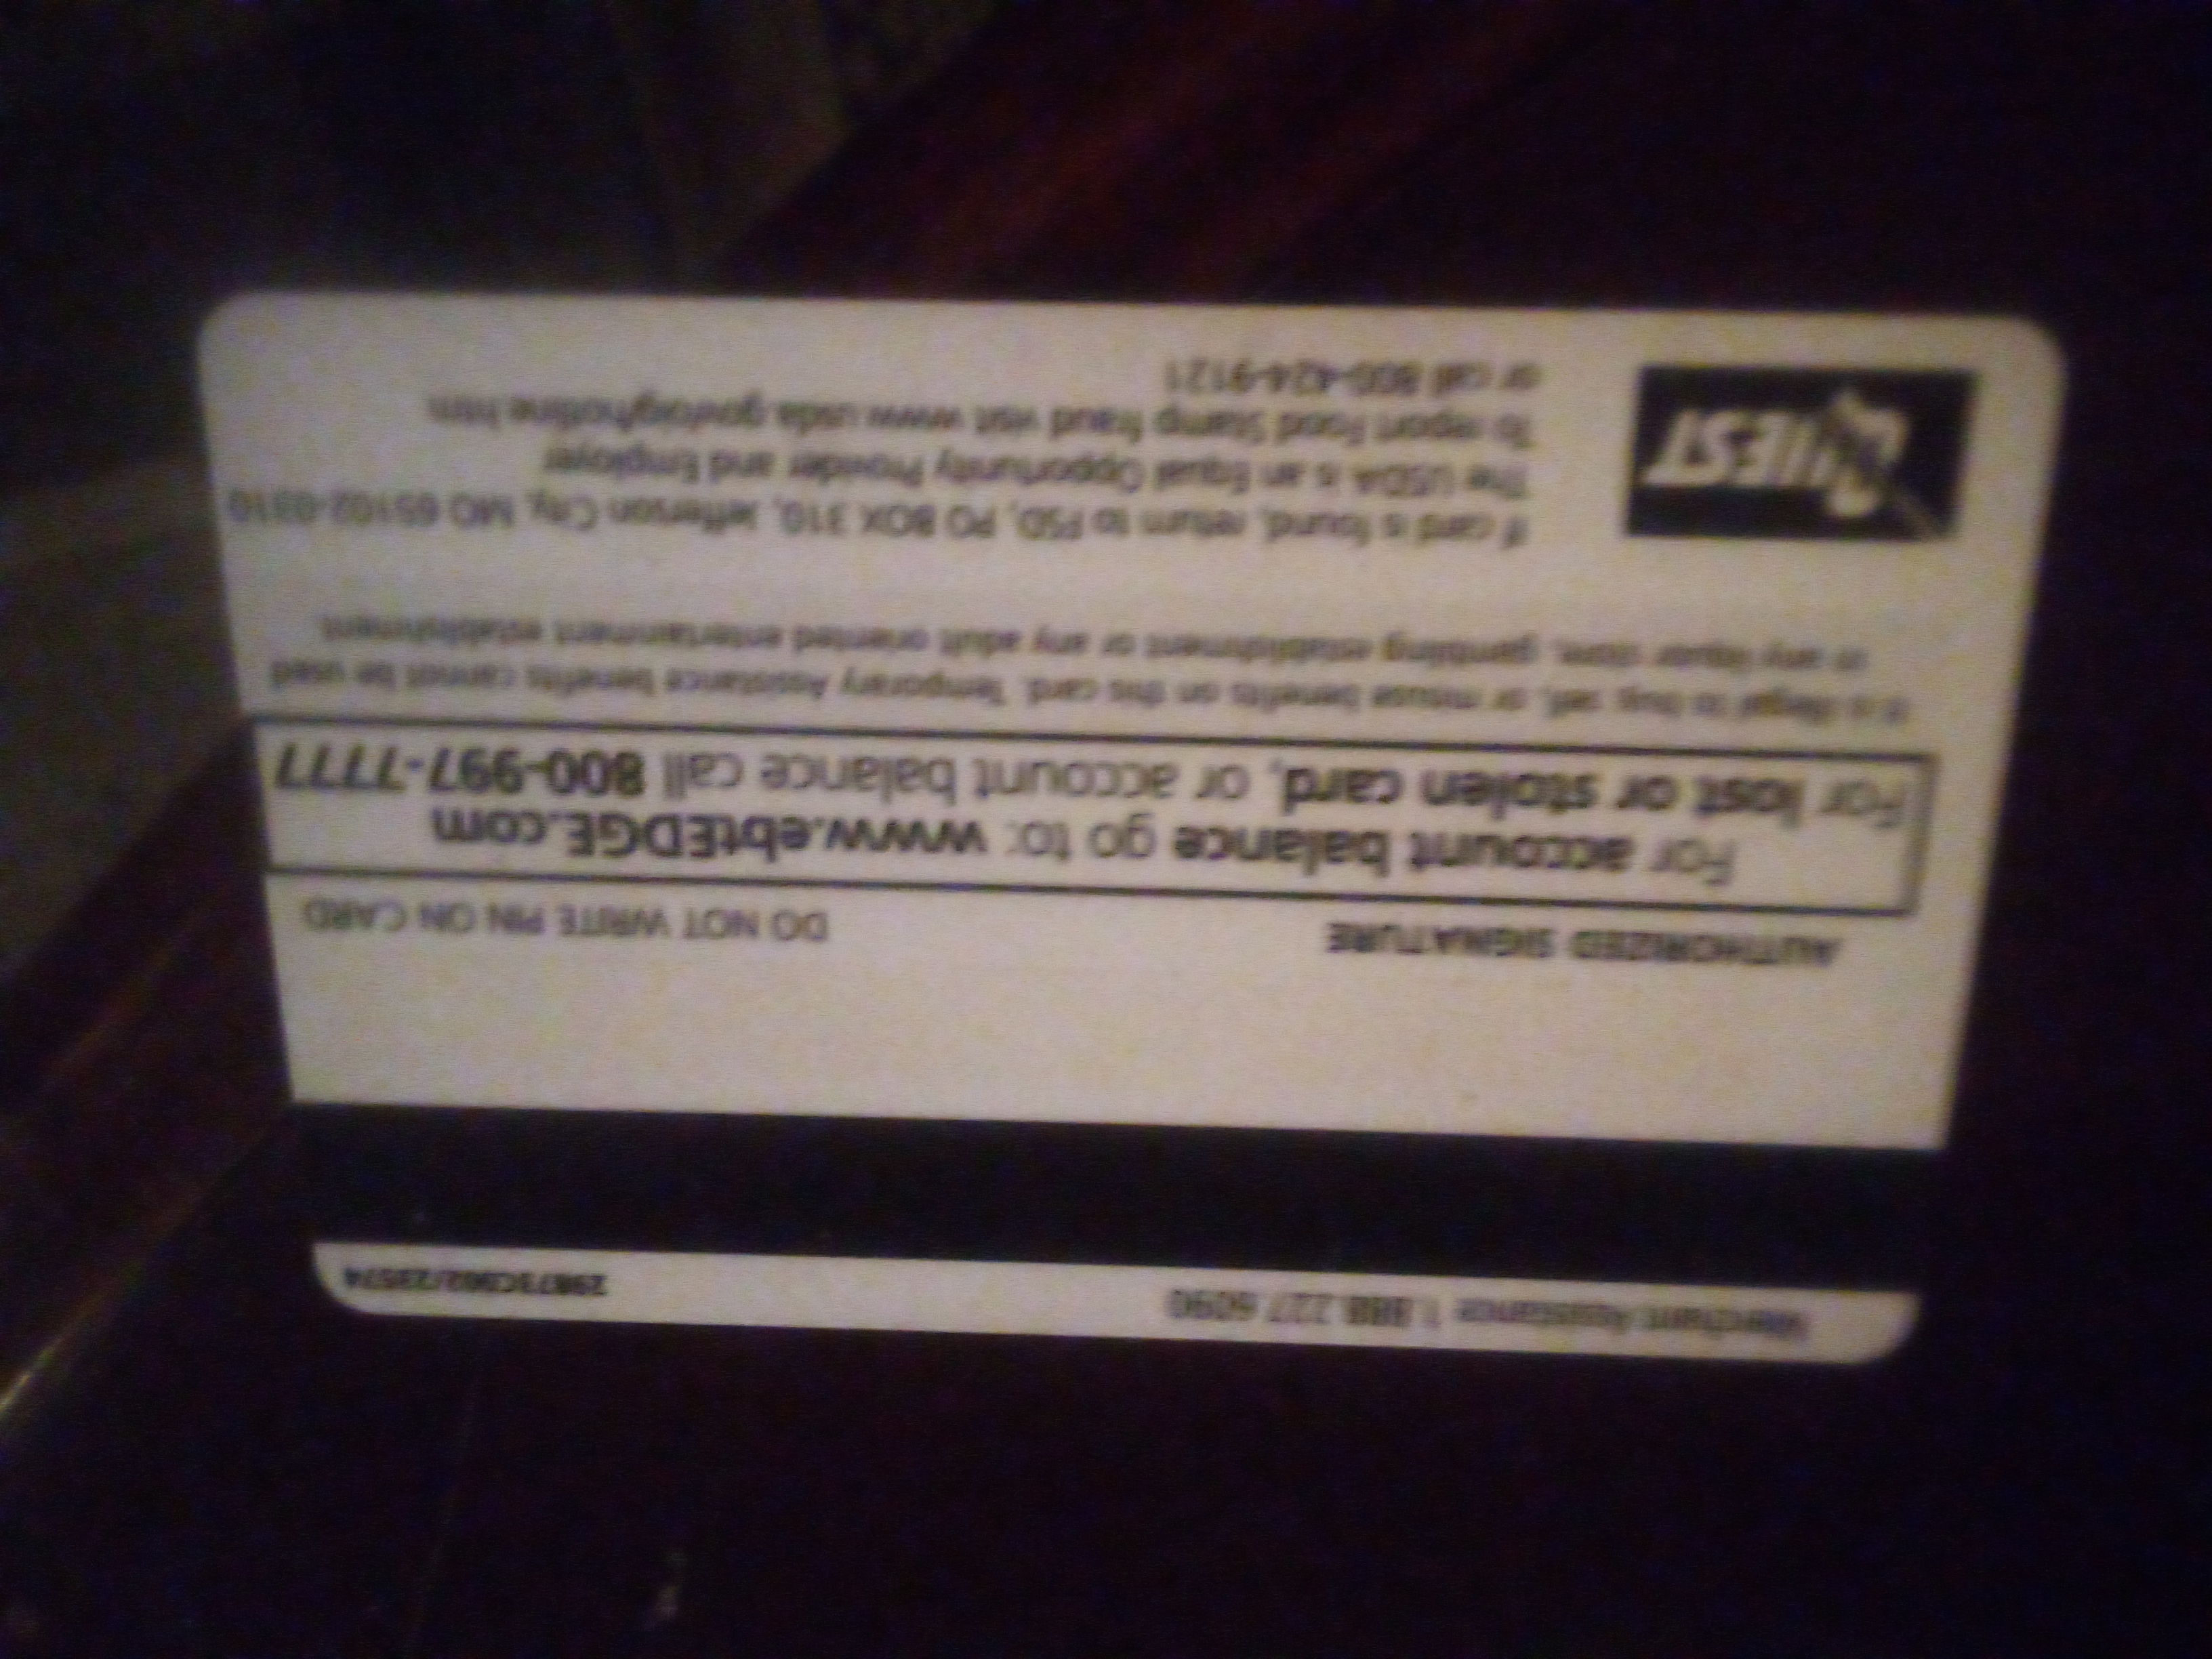 Merchant Assistance 1.888.227.6090
29873C002/23574
AUTHORIZED SIGNATURE
DO NOT WRITE PIN ON CARD
For account balance go to: www.ebtEDGE.com
For lost or stolen card, or account balance call 800-997-7777
It is illegal to buy, sell, or misuse benefits on this card. Temporary Assistance benefits cannot be used
in any liquor store, gambling establishment or any adult oriented entertainment establishment.
QUEST
If card is found, return to FSD, PO BOX 310, Jefferson City, MO 65102-0310
The USDA is an Equal Opportunity Provider and Employer
To report Food Stamp fraud visit www.usda.gov/oig/hotline.htm
or call 800-424-9121